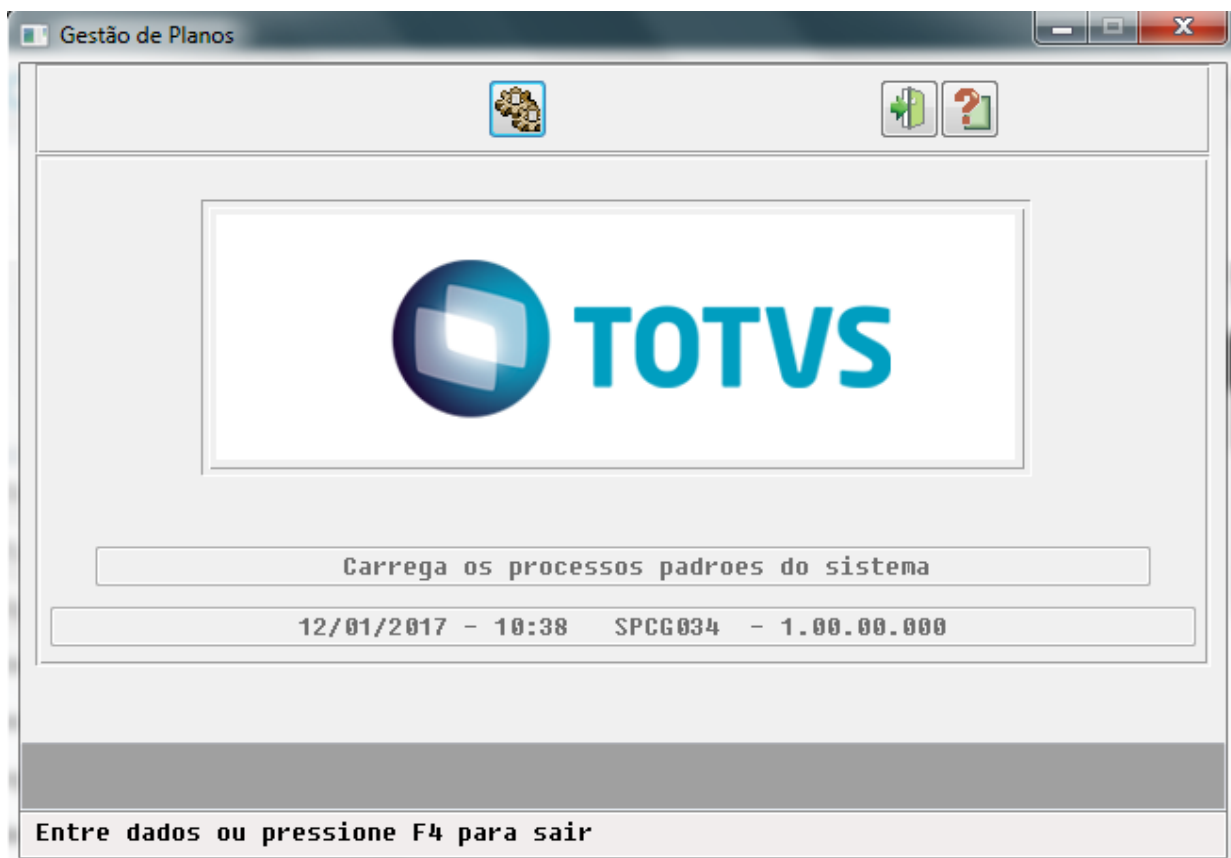 Gestão de Planos
TOTVS
Carrega os processos padroes do sistema
12/01/2017 - 10:38 SPCG034 - 1.00.00.000
Entre dados ou pressione F4 para sair